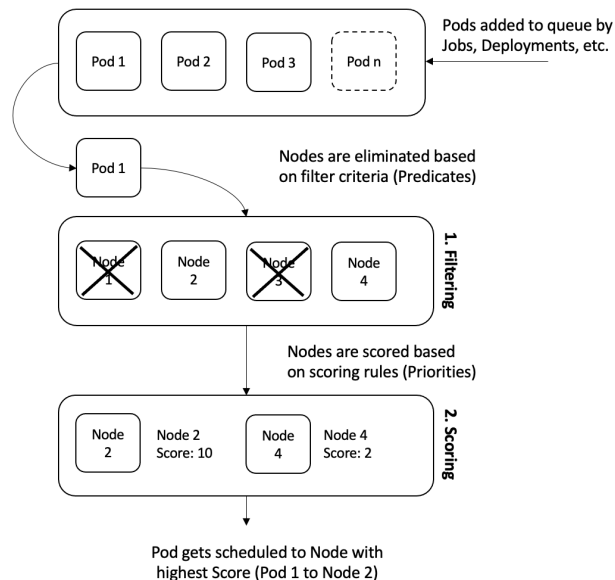 Pods added to queue by
Jobs, Deployments, etc.
Pod 1
Pod 2
Pod 3
Pod n
Pod 1
Nodes are eliminated based
on filter criteria (Predicates)
1. Filtering
Node
1
Node
2
Node
3
Node
4
Nodes are scored based
on scoring rules (Priorities)
2. Scoring
Node
2
Node 2
Score: 10
Node
4
Node 4
Score: 2
Pod gets scheduled to Node with
highest Score (Pod 1 to Node 2)